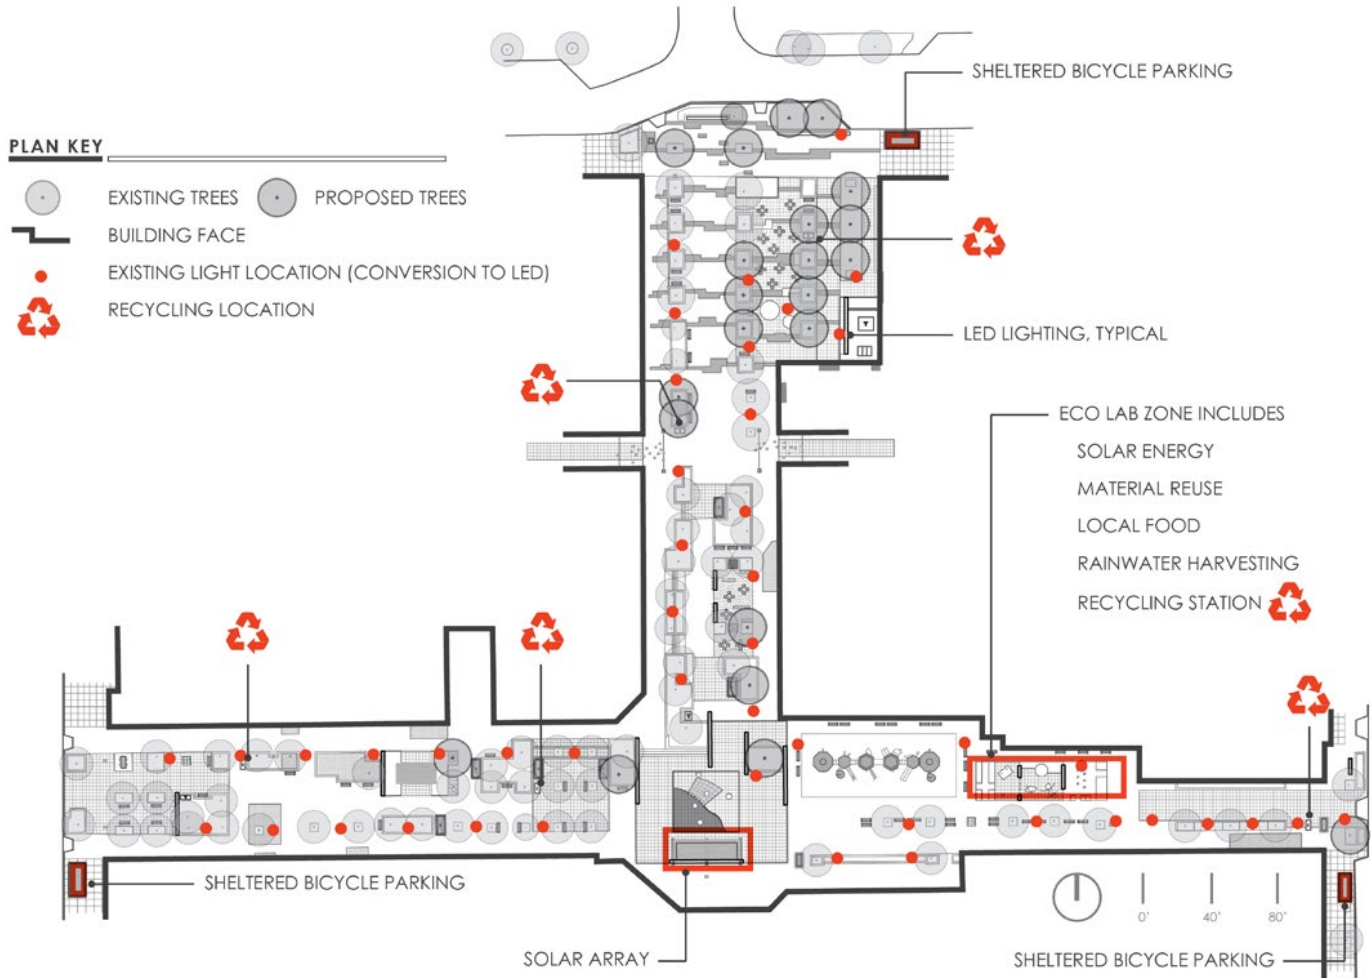 SHELTERED BICYCLE PARKING
PLAN KEY
EXISTING TREES
PROPOSED TREES
BUILDING FACE
EXISTING LIGHT LOCATION (CONVERSION TO LED)
RECYCLING LOCATION
LED LIGHTING, TYPICAL
ECO LAB ZONE INCLUDES
SOLAR ENERGY
MATERIAL REUSE
LOCAL FOOD
RAINWATER HARVESTING
RECYCLING STATION
SHELTERED BICYCLE PARKING
0' 40' 80'
SOLAR ARRAY
SHELTERED BICYCLE PARKING